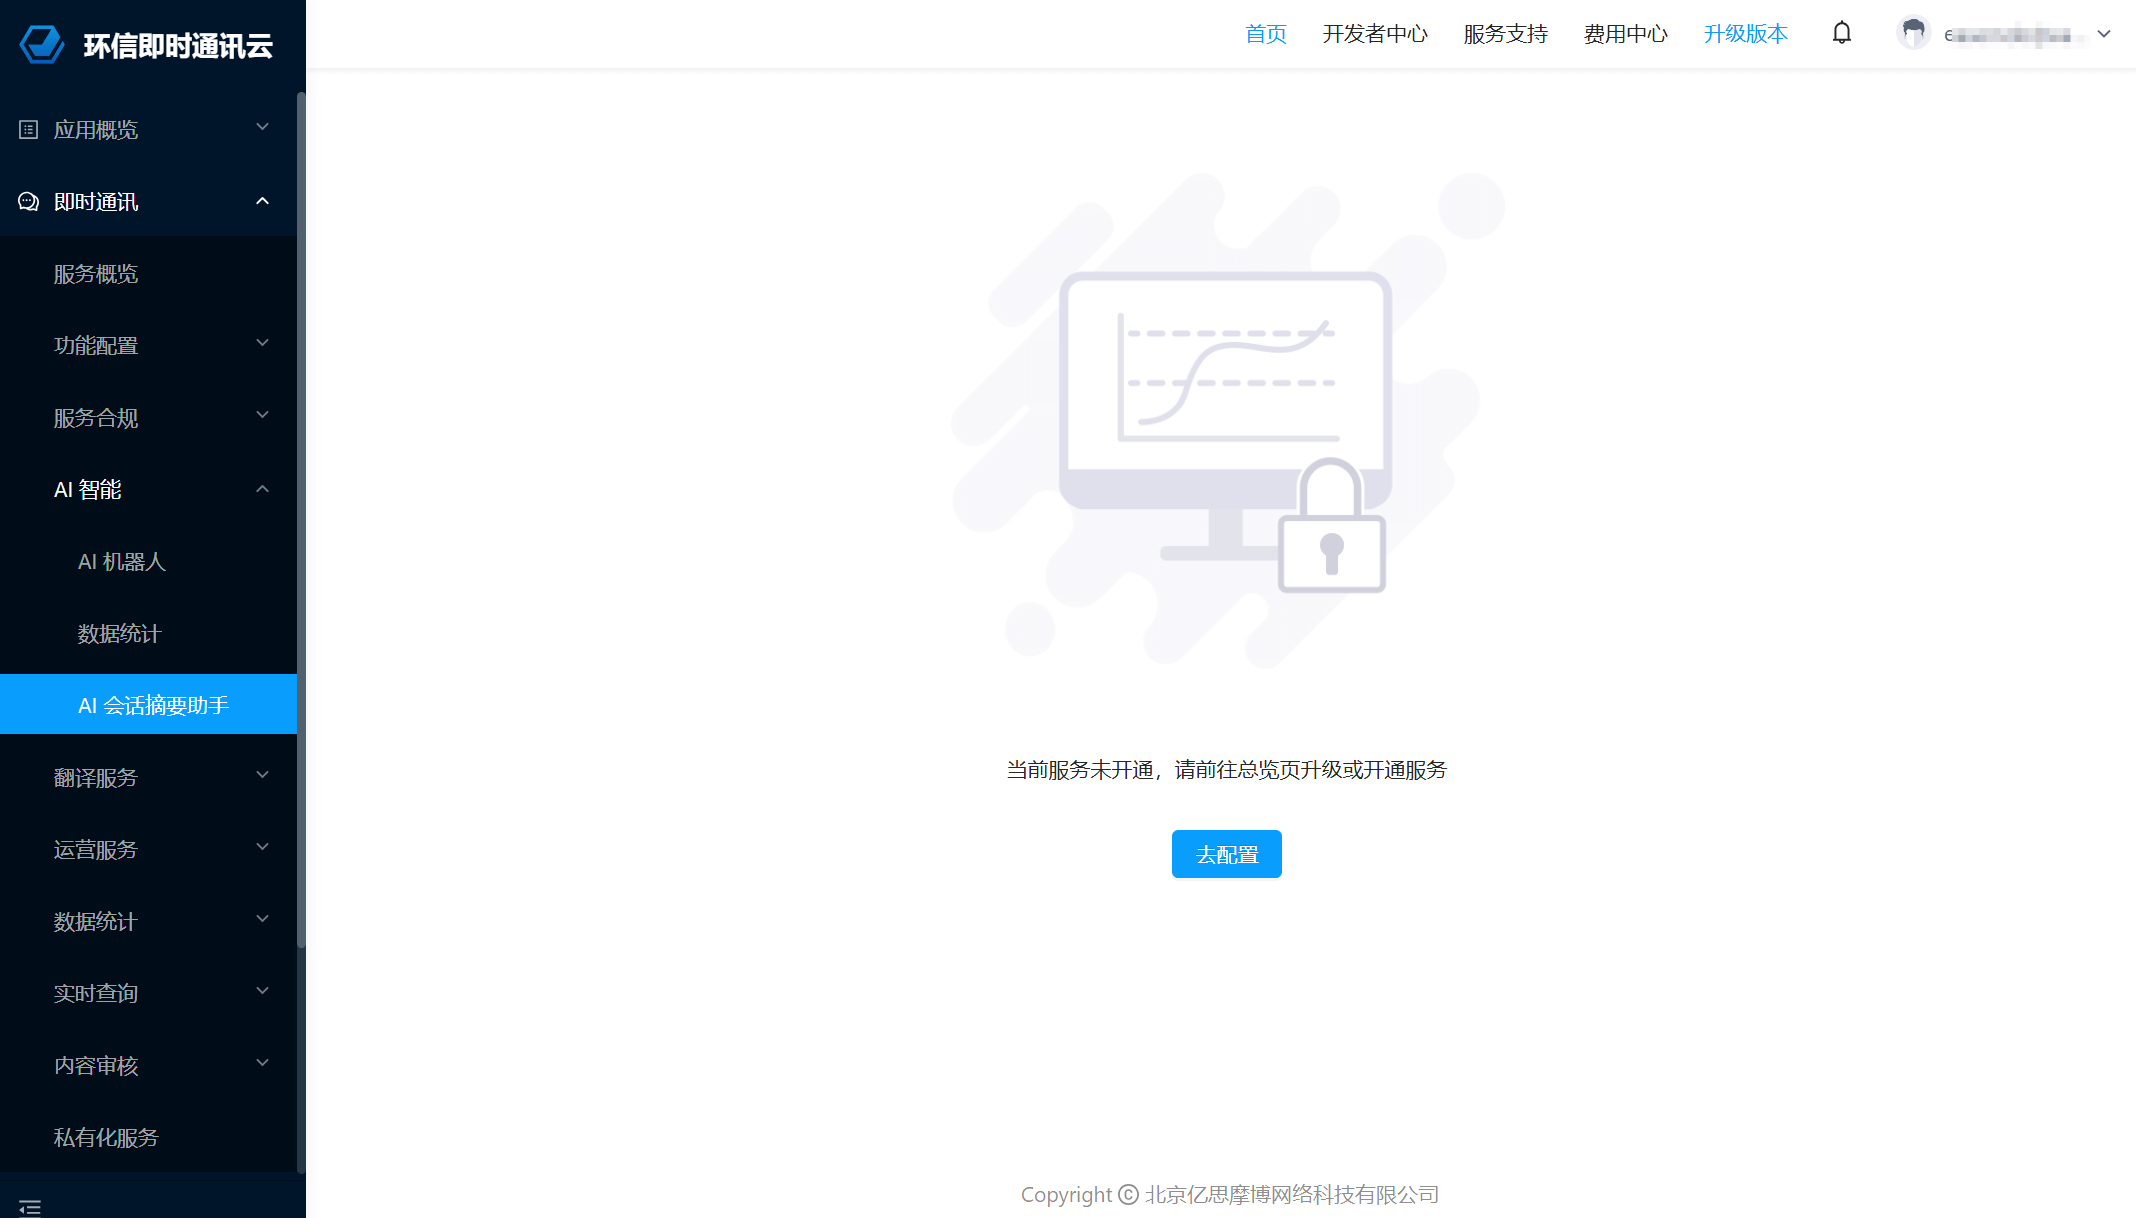 环信即时通讯云
首页 开发者中心 服务支持 费用中心 升级版本
应用概览
即时通讯
服务概览
功能配置
服务合规
AI 智能
AI 机器人
数据统计
AI 会话摘要助手
翻译服务
运营服务
数据统计
实时查询
内容审核
私有化服务
当前服务未开通，请前往总览页升级或开通服务
去配置
Copyright © 北京亿思摩博网络科技有限公司